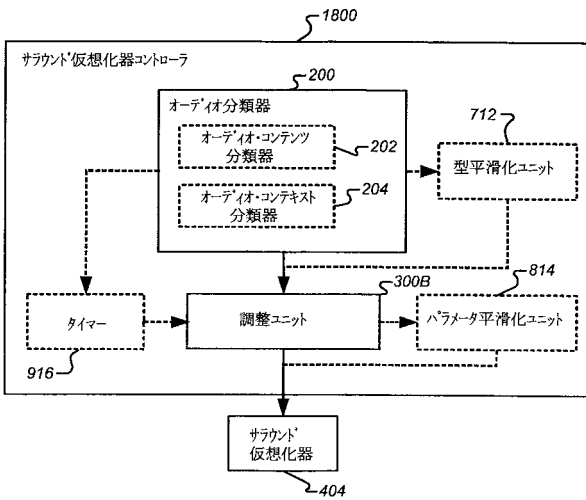 1800
サラウンド仮想化器コントローラ
200
オーディオ分類器
オーディオ・コンテンツ
分類器
202
オーディオ・コンテキスト
分類器
204
712
型平滑化ユニット
300B
814
タイマー
調整ユニット
パラメータ平滑化ユニット
916
サラウンド
仮想化器
404